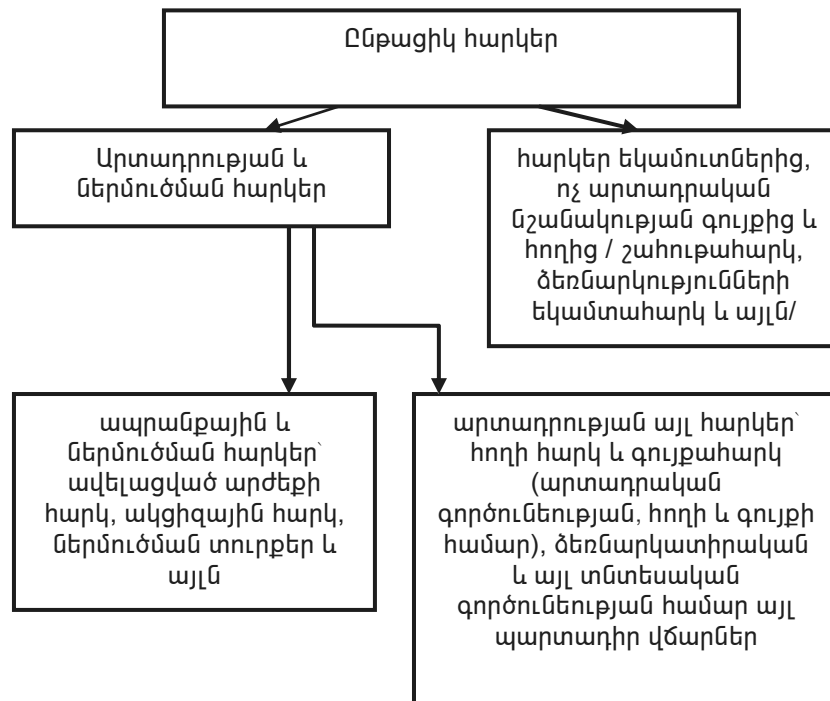 Ընթացիկ հարկեր
Արտադրության և
ներմուծման հարկեր
հարկեր եկամուտներից,
ոչ արտադրական
նշանակության գույքից և
հողից / շահութահարկ,
ձեռնարկությունների
եկամտահարկ և այլն/
ապրանքային և
ներմուծման հարկեր՝
ավելացված արժեքի
հարկ, ակցիզային հարկ,
ներմուծման տուրքեր և
այլն
արտադրության այլ հարկեր՝
հողի հարկ և գույքահարկ
(արտադրական
գործունեության, հողի և գույքի
համար), ձեռնարկատիրական
և այլ տնտեսական
գործունեության համար այլ
պարտադիր վճարներ